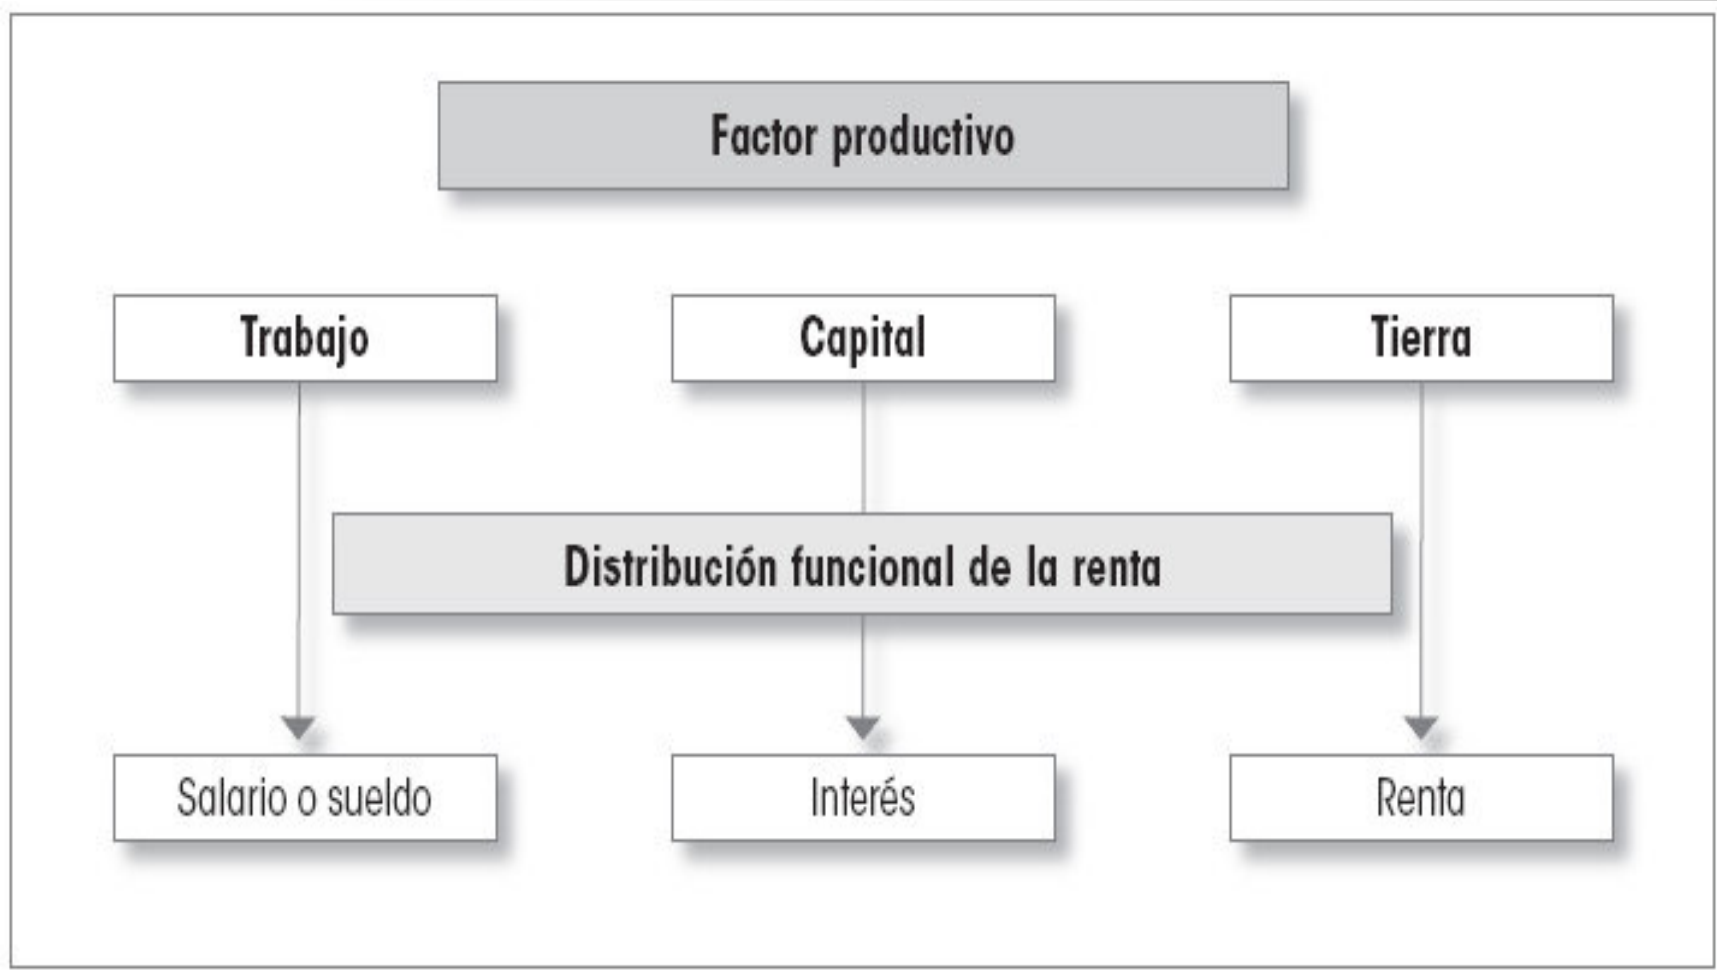 Factor productivo
Trabajo
Capital
Tierra
Distribución funcional de la renta
Salario o sueldo
Interés
Renta